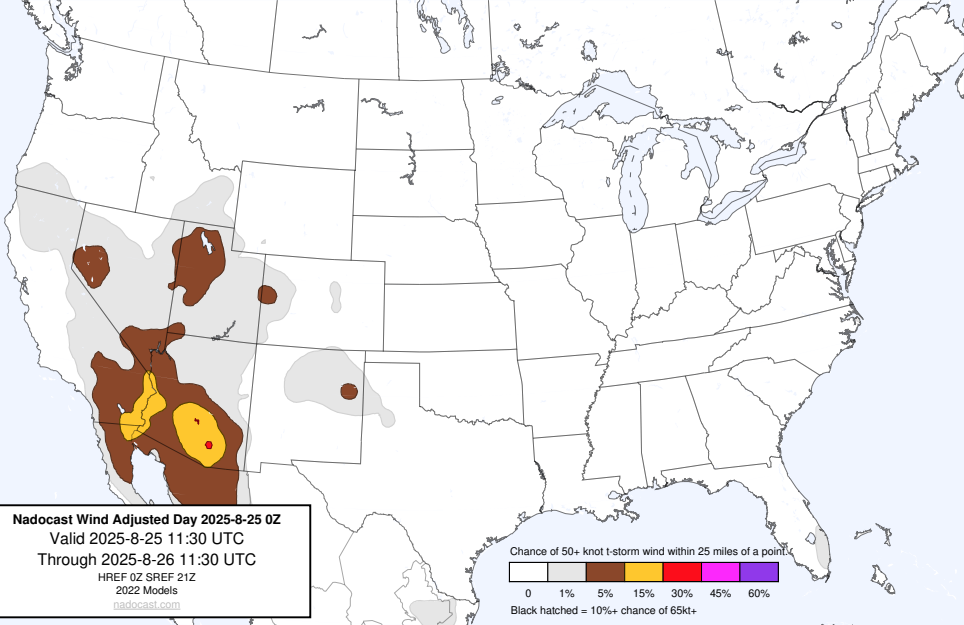 Nadocast Wind Adjusted Day 2025-8-25 0Z
Valid 2025-8-25 11:30 UTC
Through 2025-8-26 11:30 UTC
HREF 0Z SREF 21Z
2022 Models
nadocast.com
Chance of 50+ knot t-storm wind within 25 miles of a point.
0 1% 5% 15% 30% 45% 60%
Black hatched = 10%+ chance of 65kt+